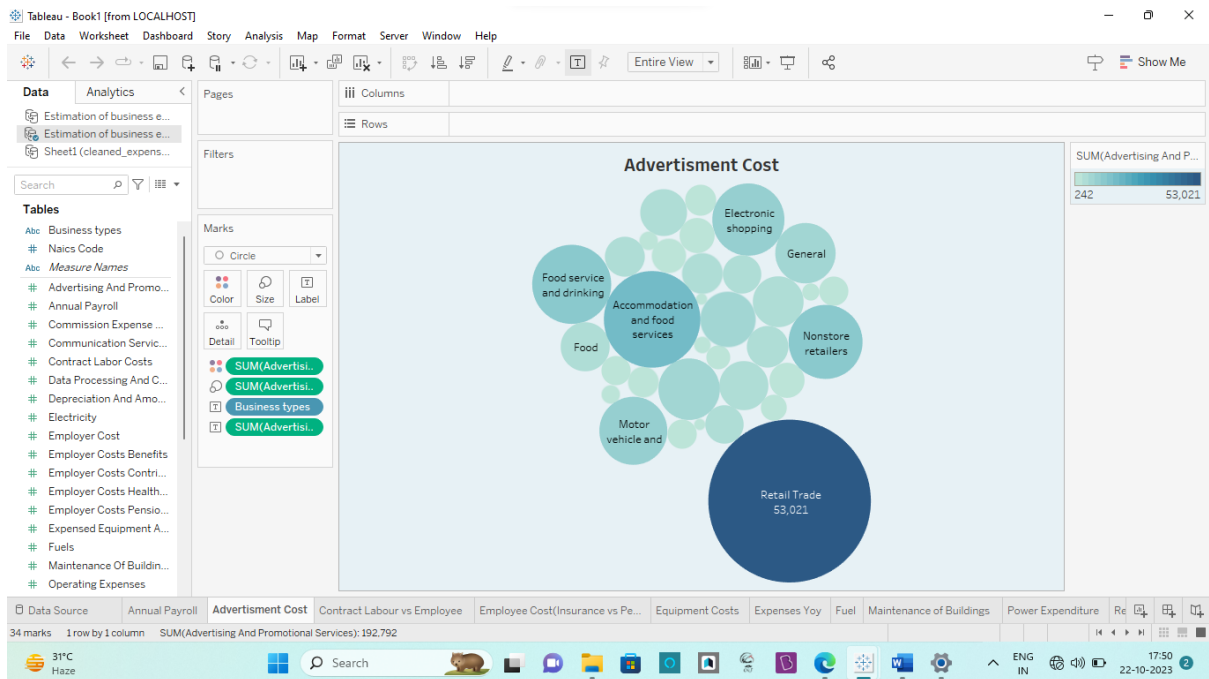 Tableau - Book1 [from LOCALHOST]
File Data Worksheet Dashboard Story Analysis Map Format Server Window Help
Entire View
Show Me
Data Analytics
Estimation of business e...
Estimation of business e...
Sheet1 (cleaned_expens...
Search
Tables
Abc Business types
# Naics Code
Abc Measure Names
# Advertising And Promo...
# Annual Payroll
# Commission Expense ...
# Communication Servic...
# Contract Labor Costs
# Data Processing And C...
# Depreciation And Amo...
# Electricity
# Employer Cost
# Employer Costs Benefits
# Employer Costs Contri...
# Employer Costs Health...
# Employer Costs Pensio...
# Expensed Equipment A...
# Fuels
# Maintenance Of Buildin...
# Operating Expenses
Pages
Filters
Marks
Circle
Color Size Label
Detail Tooltip
SUM(Advertisi..
SUM(Advertisi..
Business types
SUM(Advertisi..
Columns
Rows
Advertisment Cost
Electronic
shopping
General
Food service
and drinking
Accommodation
and food
services
Nonstore
retailers
Food
Motor
vehicle and
Retail Trade
53,021
SUM(Advertising And P...
242 53,021
Data Source Annual Payroll Advertisment Cost Contract Labour vs Employee Employee Cost(Insurance vs Pe... Equipment Costs Expenses Yoy Fuel Maintenance of Buildings Power Expenditure Re
34 marks 1 row by 1 column SUM(Advertising And Promotional Services): 192,792
31°C
Haze
Search
ENG
IN
17:50
22-10-2023
2